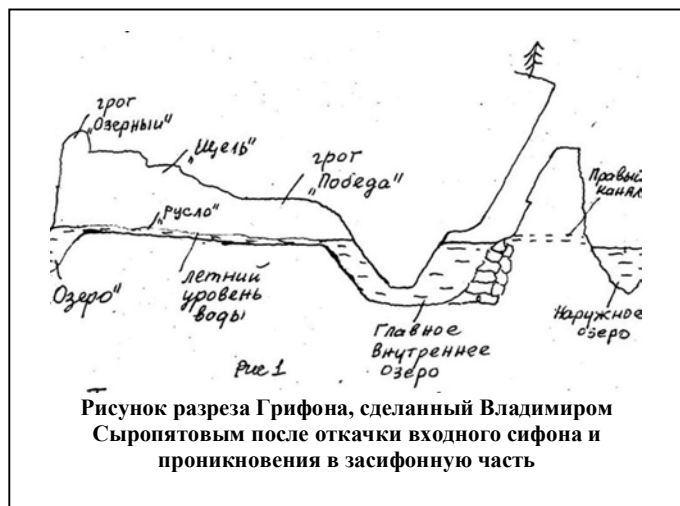 грот
„Озерный"
„Щель"
грот
„Победа"
Правый
канал
„Русло"
Озеро"
летний
уровень
воды
Главное
внутреннее
озеро
Наружное
озеро
Рис 1
Рисунок разреза Грифона, сделанный Владимиром
Сыропятовым после откачки входного сифона и
проникновения в засифонную часть